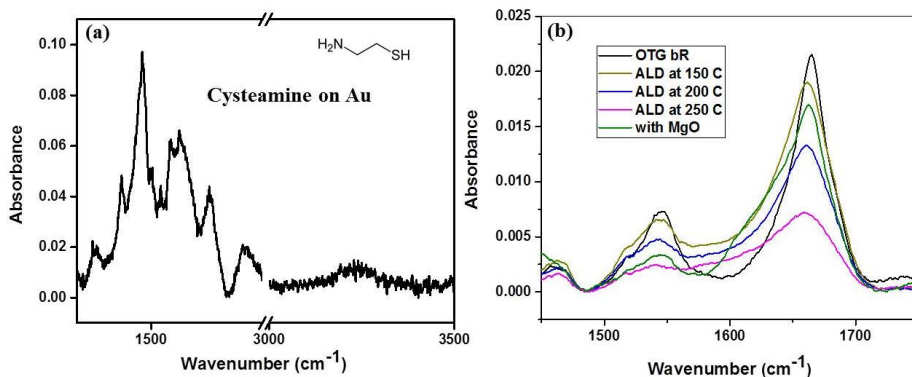 (a)
H₂N
SH
Cysteamine on Au
0.10
0.08
0.06
0.04
0.02
0.00
Absorbance
1500
3000
3500
Wavenumber (cm⁻¹)
(b)
OTG bR
ALD at 150 C
ALD at 200 C
ALD at 250 C
with MgO
0.025
0.020
0.015
0.010
0.005
0.000
Absorbance
1500
1600
1700
Wavenumber (cm⁻¹)